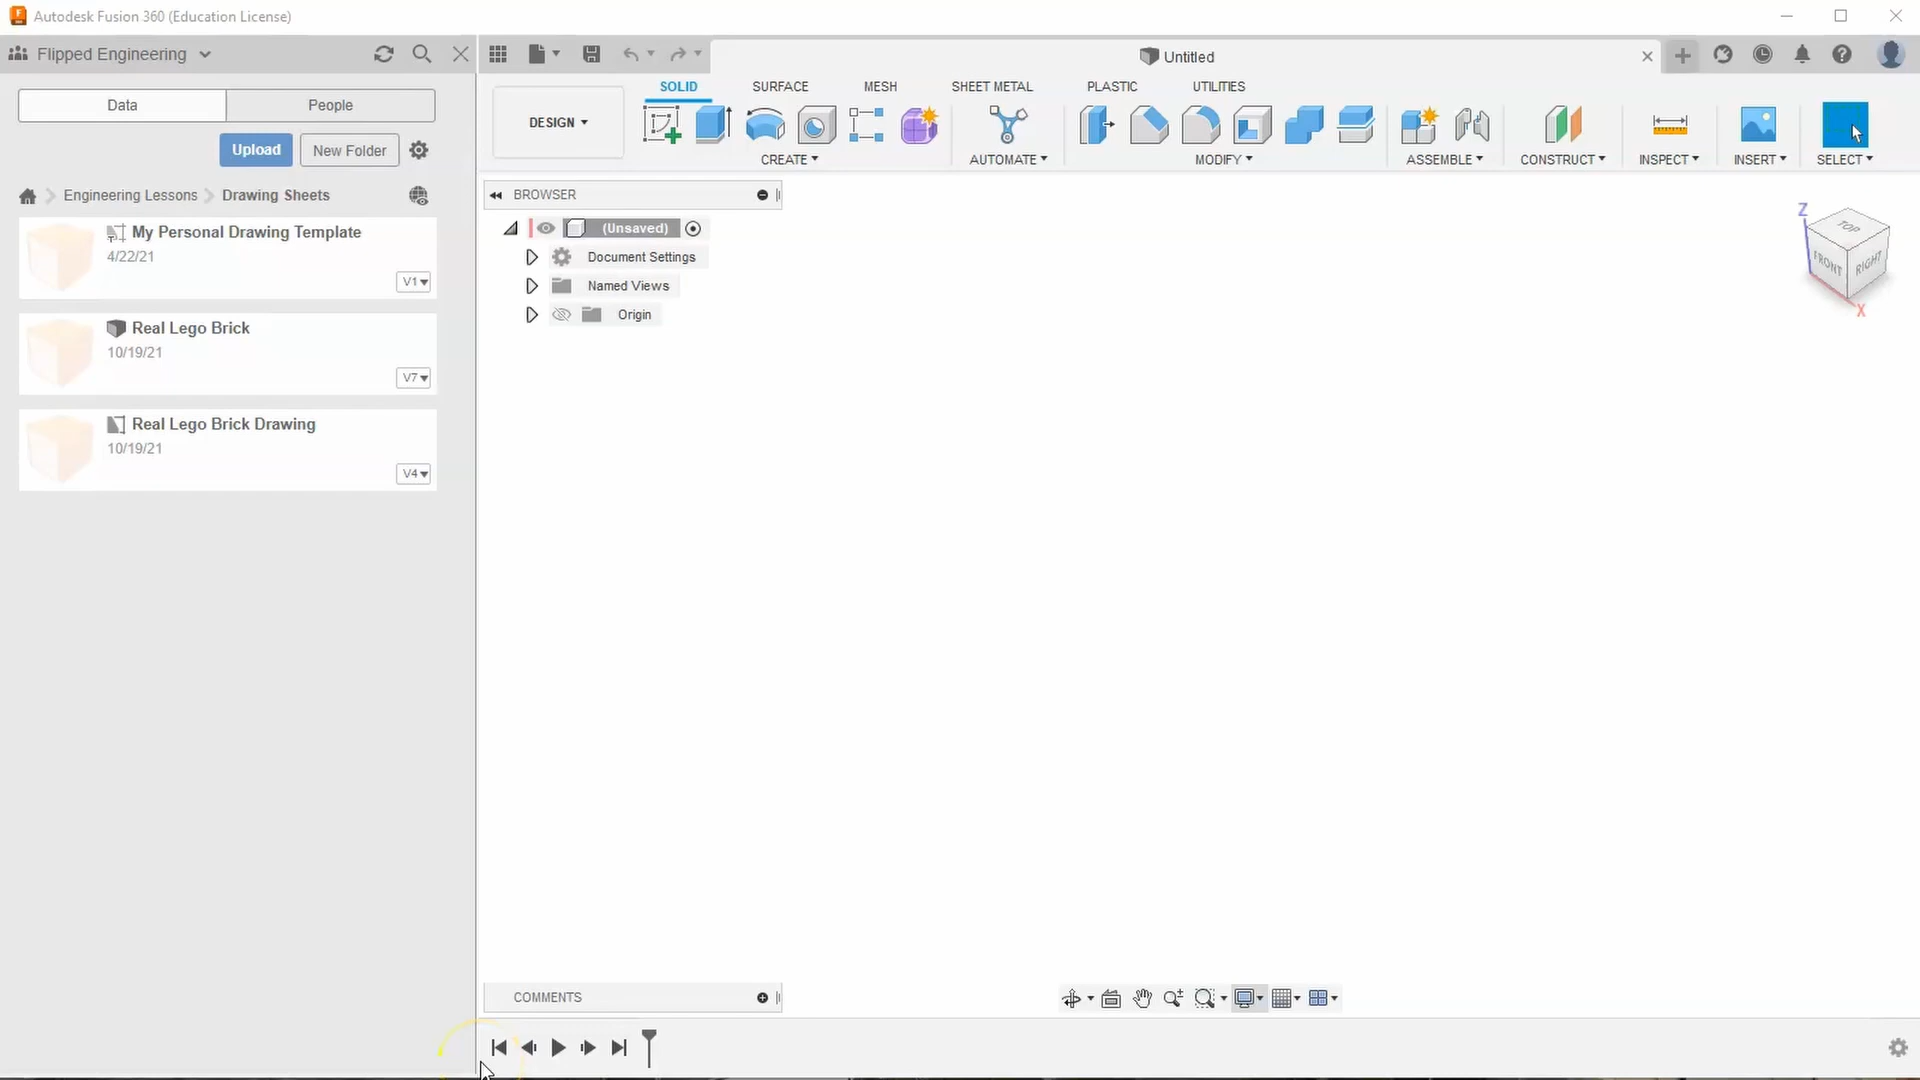 Autodesk Fusion 360 (Education License)
Flipped Engineering
Untitled
Data
People
Upload
New Folder
Engineering Lessons
Drawing Sheets
My Personal Drawing Template
4/22/21
V1
Real Lego Brick
10/19/21
V7
Real Lego Brick Drawing
10/19/21
V4
DESIGN
SOLID
SURFACE
MESH
SHEET METAL
PLASTIC
UTILITIES
CREATE
AUTOMATE
MODIFY
ASSEMBLE
CONSTRUCT
INSPECT
INSERT
SELECT
BROWSER
(Unsaved)
Document Settings
Named Views
Origin
Z
TOP
FRONT
RIGHT
X
COMMENTS